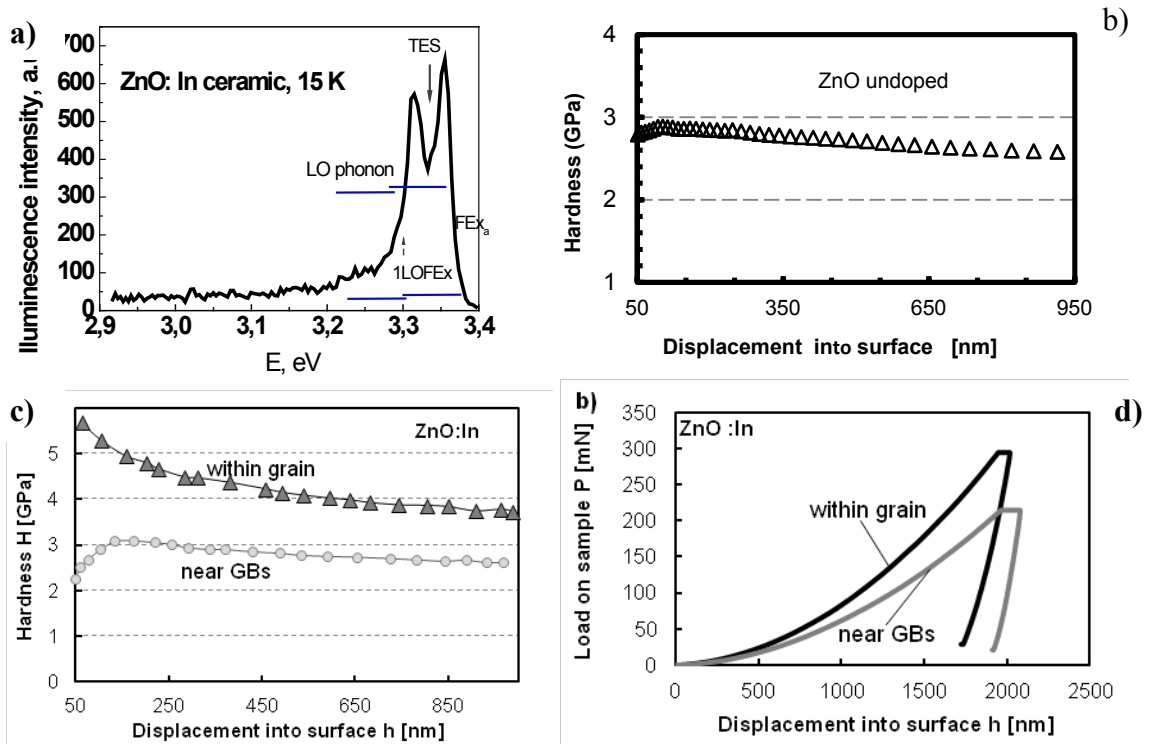 a)
Illuminescence intensity, a.u
700
600
500
400
300
200
100
0
ZnO: In ceramic, 15 K
TES
LO phonon
FExₐ
1LOFEx
2,9 3,0 3,1 3,2 3,3 3,4
E, eV
b)
Hardness (GPa)
4
3
2
1
ZnO undoped
50 350 650 950
Displacement into surface [nm]
c)
Hardness H [GPa]
5
4
3
2
1
0
ZnO:In
within grain
near GBs
50 250 450 650 850
Displacement into surface h [nm]
b)
d)
Load on sample P [mN]
350
300
250
200
150
100
50
0
ZnO :In
within grain
near GBs
0 500 1000 1500 2000 2500
Displacement into surface h [nm]